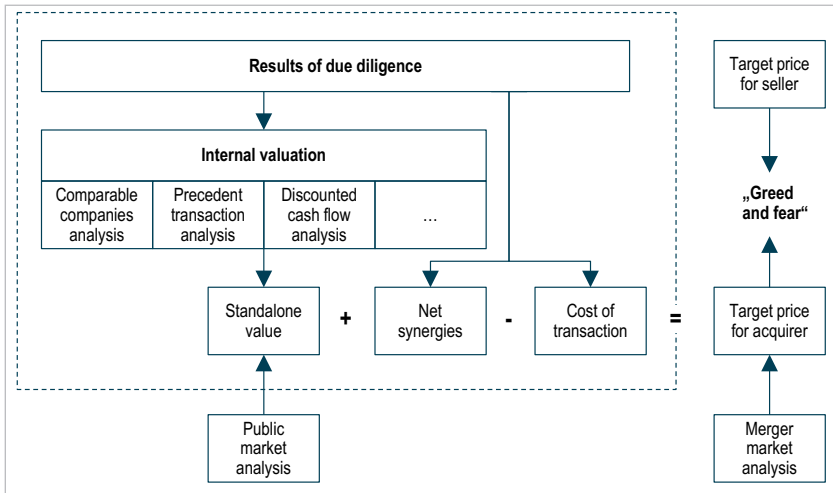 Results of due diligence
Target price
for seller
Internal valuation
Comparable
companies
analysis
Precedent
transaction
analysis
Discounted
cash flow
analysis
...
„Greed
and fear“
Standalone
value
+
Net
synergies
-
Cost of
transaction
=
Target price
for acquirer
Public
market
analysis
Merger
market
analysis